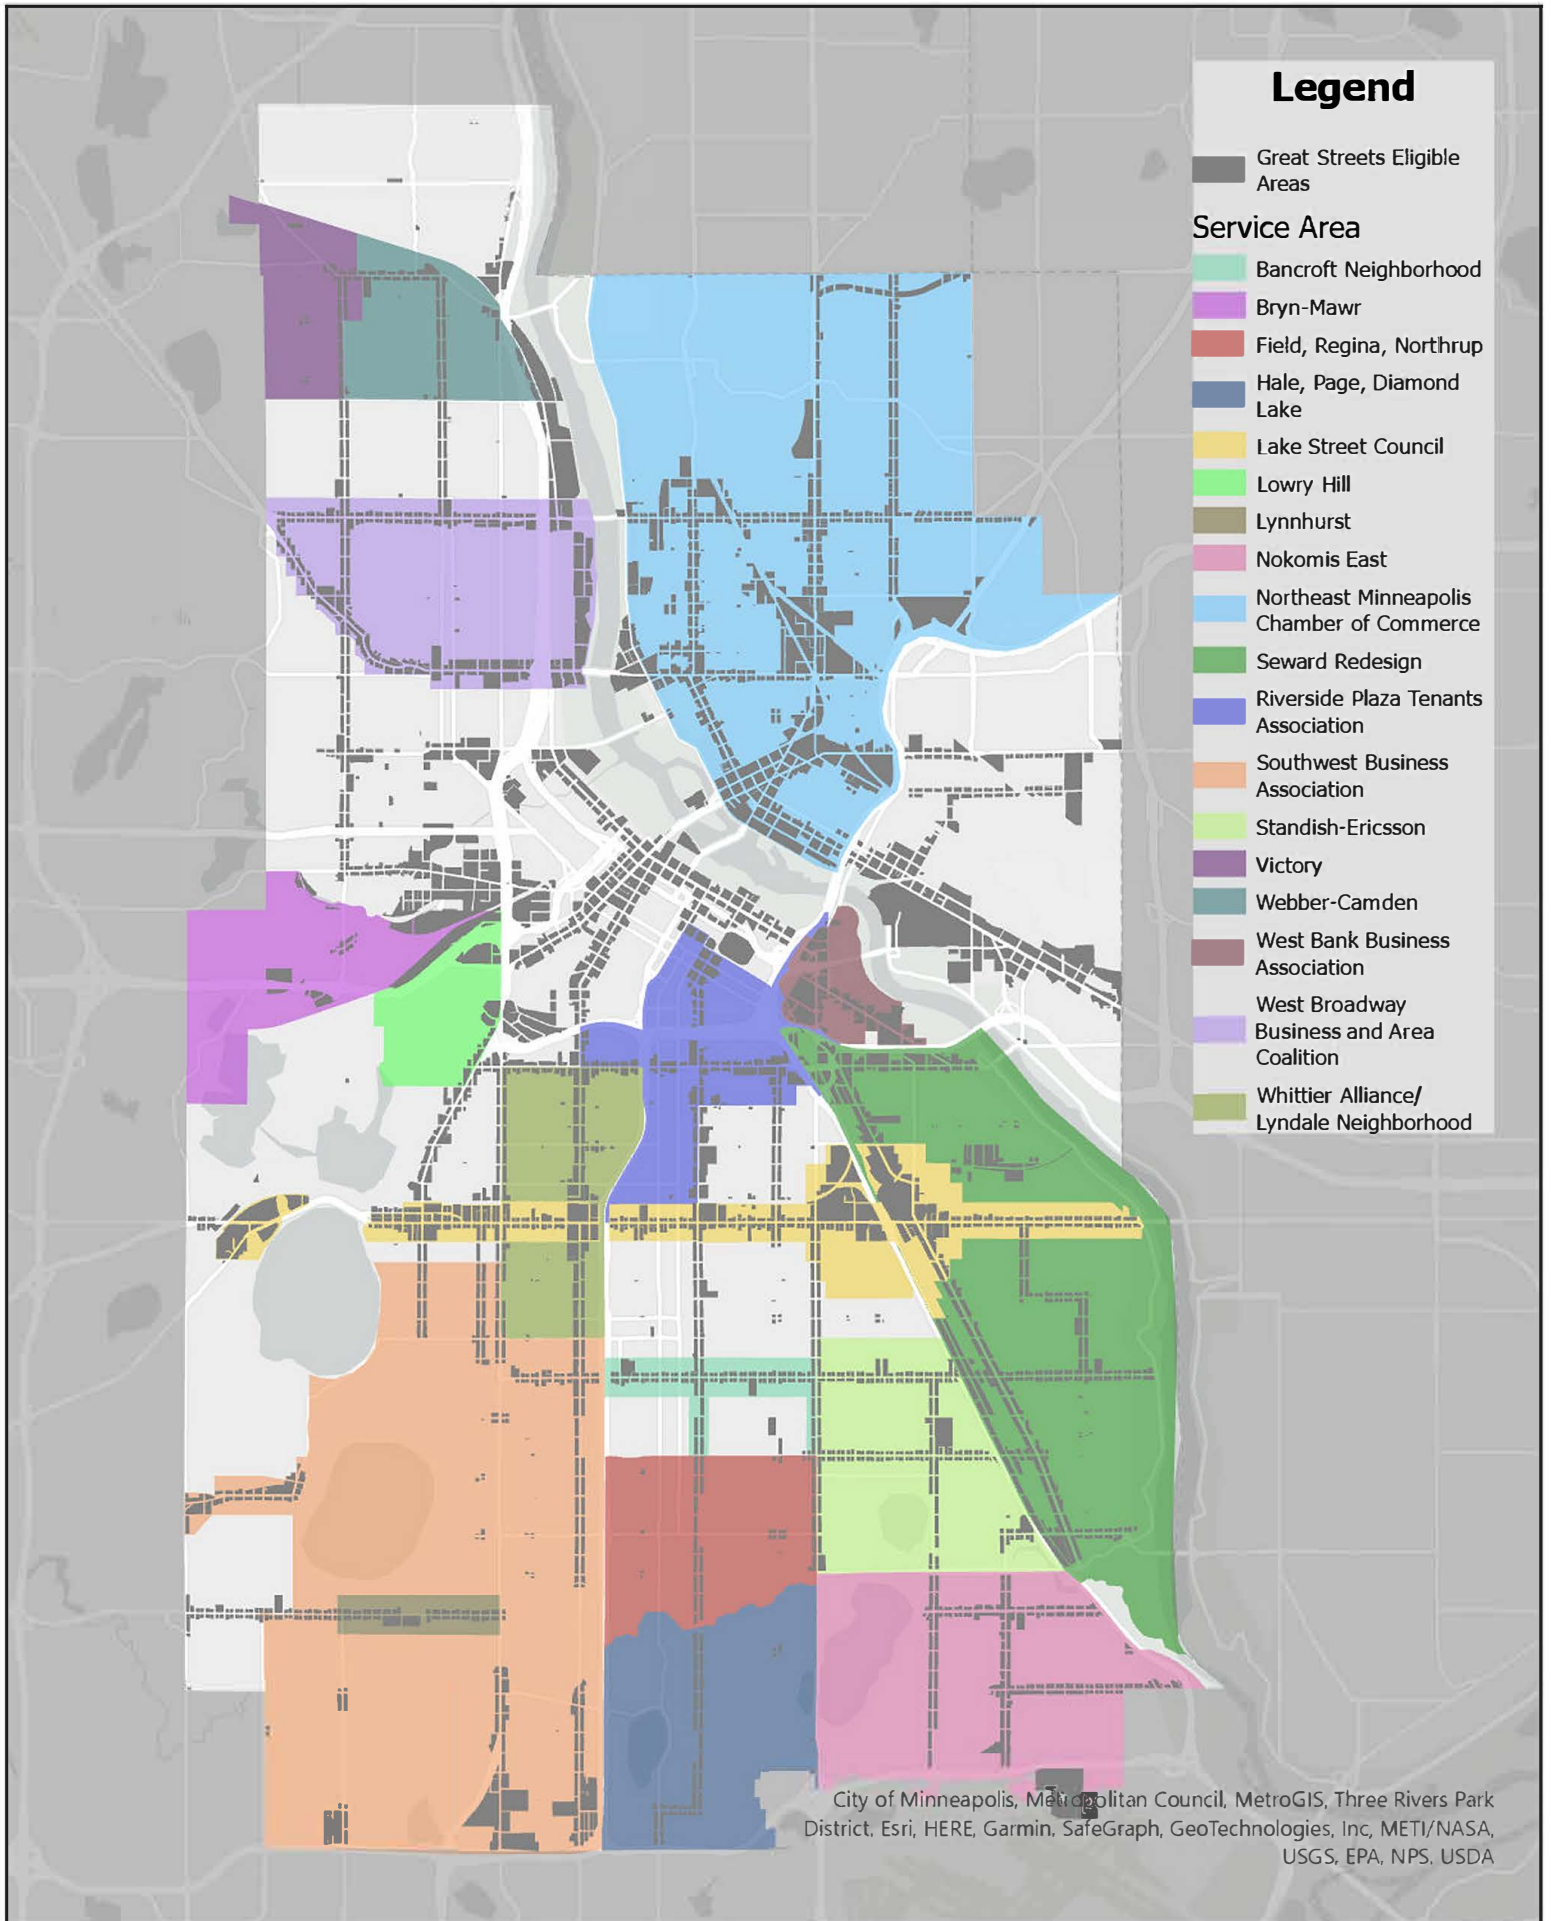 Legend
Great Streets Eligible
Areas
Service Area
Bancroft Neighborhood
Bryn-Mawr
Field, Regina, Northrup
Hale, Page, Diamond
Lake
Lake Street Council
Lowry Hill
Lynnhurst
Nokomis East
Northeast Minneapolis
Chamber of Commerce
Seward Redesign
Riverside Plaza Tenants
Association
Southwest Business
Association
Standish-Ericsson
Victory
Webber-Camden
West Bank Business
Association
West Broadway
Business and Area
Coalition
Whittier Alliance/
Lyndale Neighborhood
City of Minneapolis, Metropolitan Council, MetroGIS, Three Rivers Park
District, Esri, HERE, Garmin, SafeGraph, GeoTechnologies, Inc, METI/NASA,
USGS, EPA, NPS, USDA